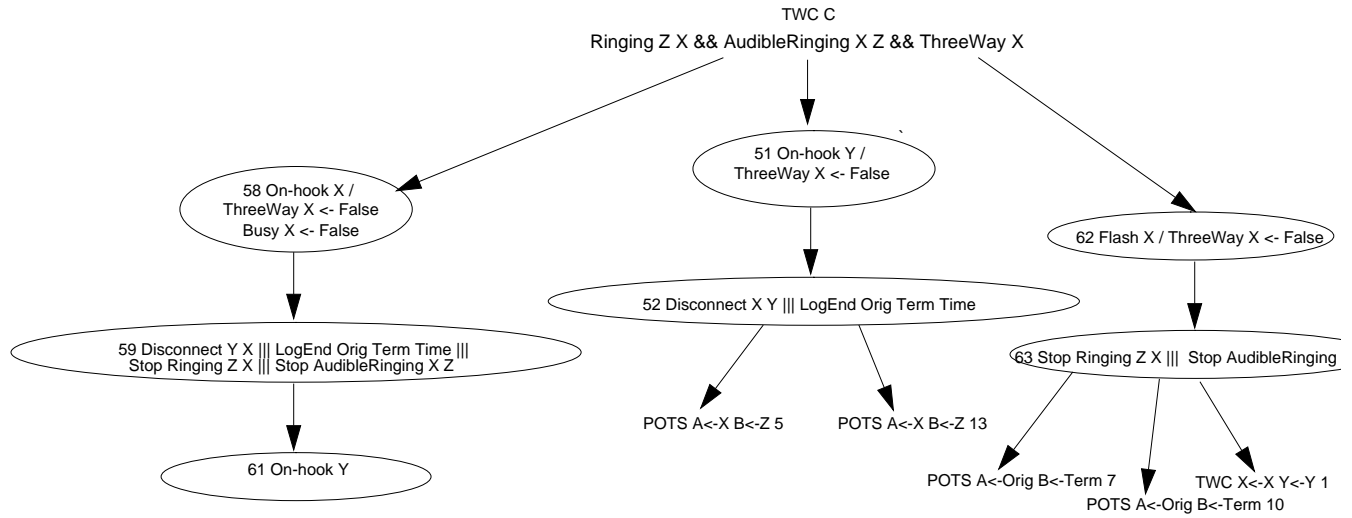 TWC C
Ringing Z X && AudibleRinging X Z && ThreeWay X
58 On-hook X /
ThreeWay X <- False
Busy X <- False
51 On-hook Y /
ThreeWay X <- False
`
62 Flash X / ThreeWay X <- False
59 Disconnect Y X ||| LogEnd Orig Term Time |||
Stop Ringing Z X ||| Stop AudibleRinging X Z
52 Disconnect X Y ||| LogEnd Orig Term Time
63 Stop Ringing Z X ||| Stop AudibleRinging
61 On-hook Y
POTS A<-X B<-Z 5
POTS A<-X B<-Z 13
POTS A<-Orig B<-Term 7
POTS A<-Orig B<-Term 10
TWC X<-X Y<-Y 1